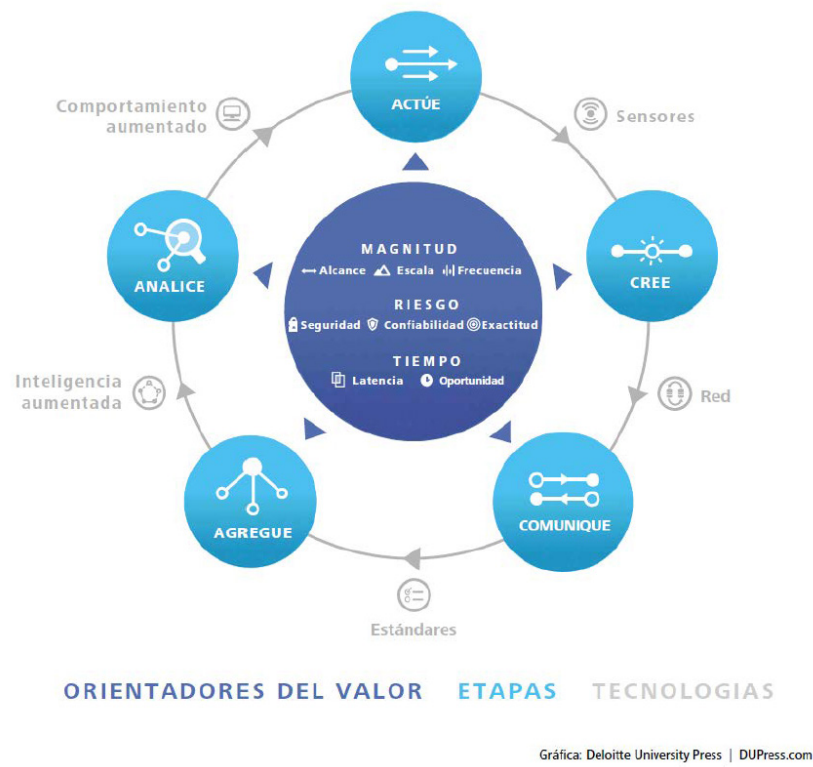 ACTÚE
Comportamiento
aumentado
Sensores
MAGNITUD
Alcance Escala Frecuencia
ANALICE
CREE
RIESGO
Seguridad Confiabilidad Exactitud
TIEMPO
Latencia Oportunidad
Inteligencia
aumentada
Red
AGREGUE
COMUNIQUE
Estándares
ORIENTADORES DEL VALOR ETAPAS TECNOLOGIAS
Gráfica: Deloitte University Press | DUPress.com